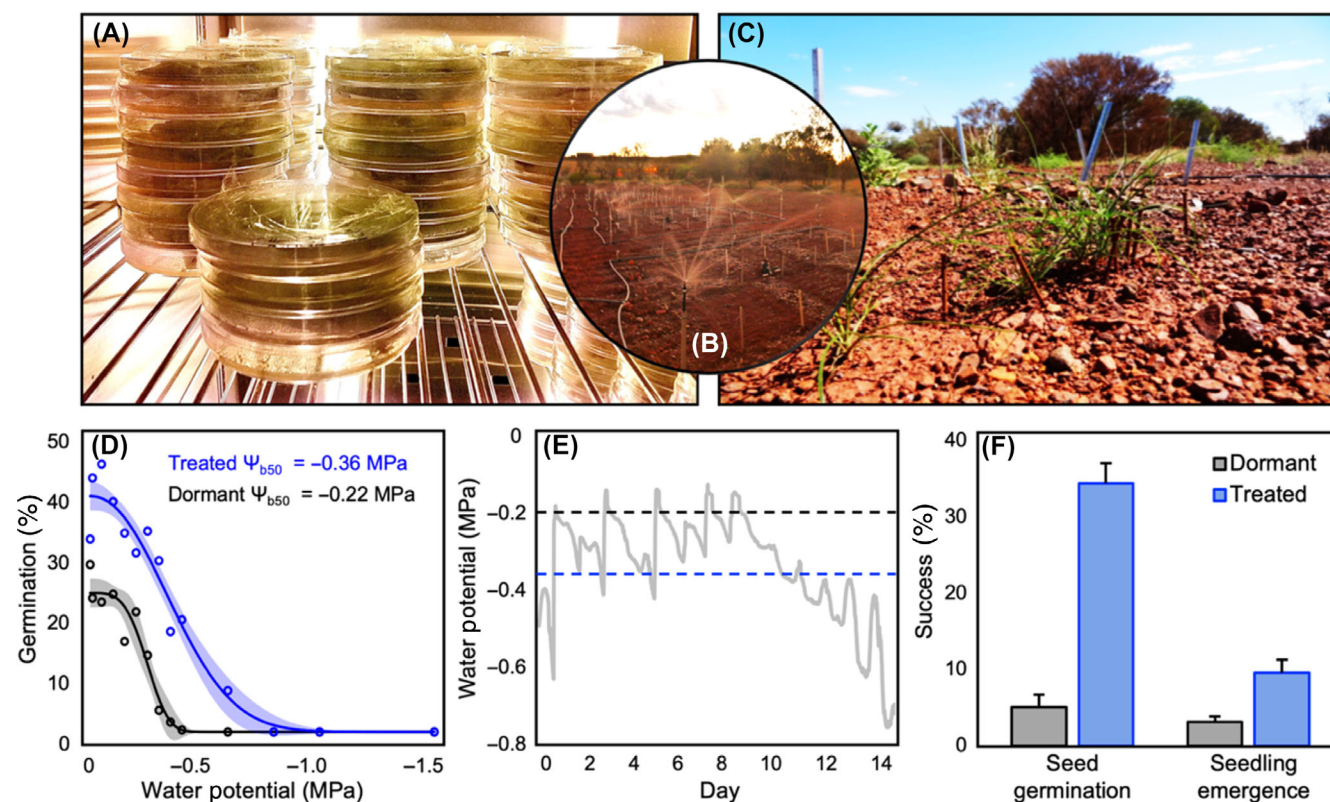 (A)
(B)
(C)
(D)
Treated Ψb50 = –0.36 MPa
Dormant Ψb50 = –0.22 MPa
Germination (%)
50
40
30
20
10
0
0
–0.5
–1.0
–1.5
Water potential (MPa)
(E)
Water potential (MPa)
0
–0.2
–0.4
–0.6
–0.8
0
2
4
6
8
10
12
14
Day
(F)
Dormant
Treated
Success (%)
40
30
20
10
0
Seed
germination
Seedling
emergence